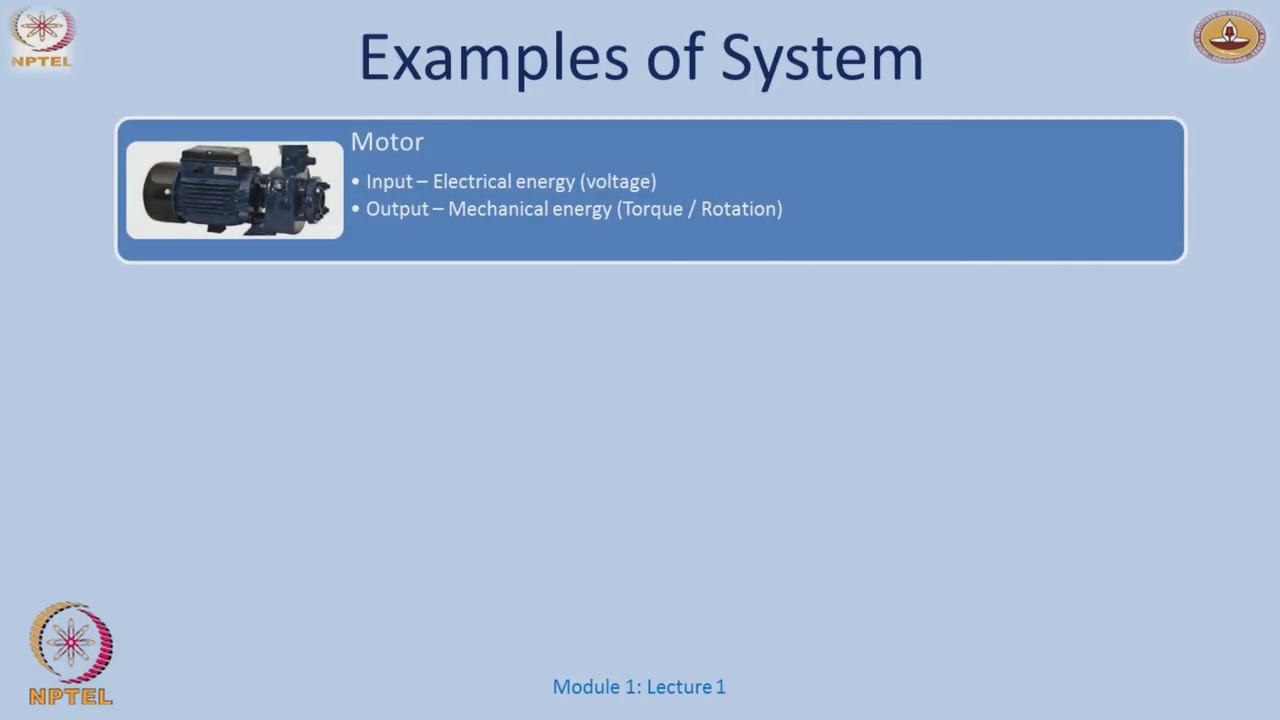 NPTEL
Examples of System
Motor
• Input – Electrical energy (voltage)
• Output – Mechanical energy (Torque / Rotation)
NPTEL
Module 1: Lecture 1